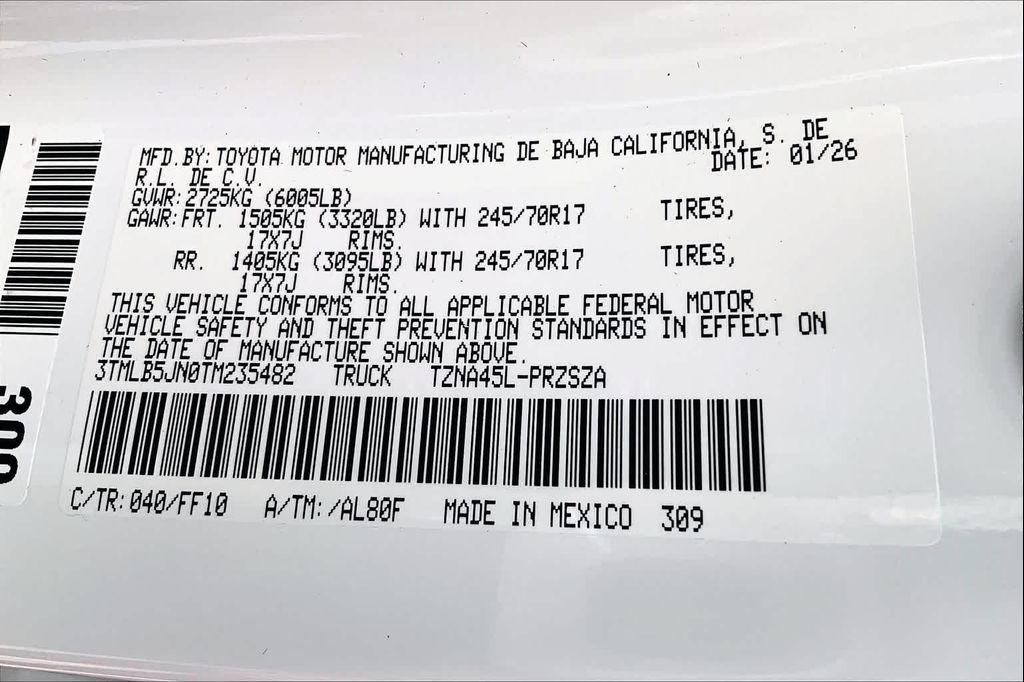 MFD.BY:TOYOTA MOTOR MANUFACTURING DE BAJA CALIFORNIA, S. DE
R.L. DE C.V. DATE: 01/26
GVWR:2725KG (6005LB)
GAWR:FRT. 1505KG (3320LB) WITH 245/70R17 TIRES,
17X7J RIMS.
RR. 1405KG (3095LB) WITH 245/70R17 TIRES,
17X7J RIMS.
THIS VEHICLE CONFORMS TO ALL APPLICABLE FEDERAL MOTOR
VEHICLE SAFETY AND THEFT PREVENTION STANDARDS IN EFFECT ON
THE DATE OF MANUFACTURE SHOWN ABOVE.
3TMLB5JN0TM235482 TRUCK TZNA45L-PRZSZA
C/TR:040/FF10 A/TM:/AL80F MADE IN MEXICO 309